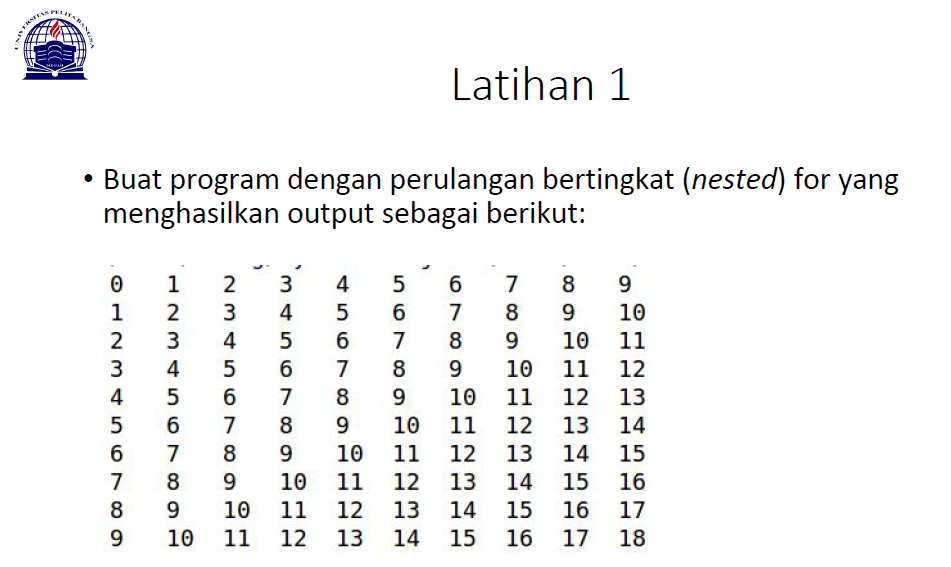 UNIVERSITAS PELITA BANGSA
Latihan 1
• Buat program dengan perulangan bertingkat (nested) for yang
menghasilkan output sebagai berikut:
0 1 2 3 4 5 6 7 8 9
1 2 3 4 5 6 7 8 9 10
2 3 4 5 6 7 8 9 10 11
3 4 5 6 7 8 9 10 11 12
4 5 6 7 8 9 10 11 12 13
5 6 7 8 9 10 11 12 13 14
6 7 8 9 10 11 12 13 14 15
7 8 9 10 11 12 13 14 15 16
8 9 10 11 12 13 14 15 16 17
9 10 11 12 13 14 15 16 17 18